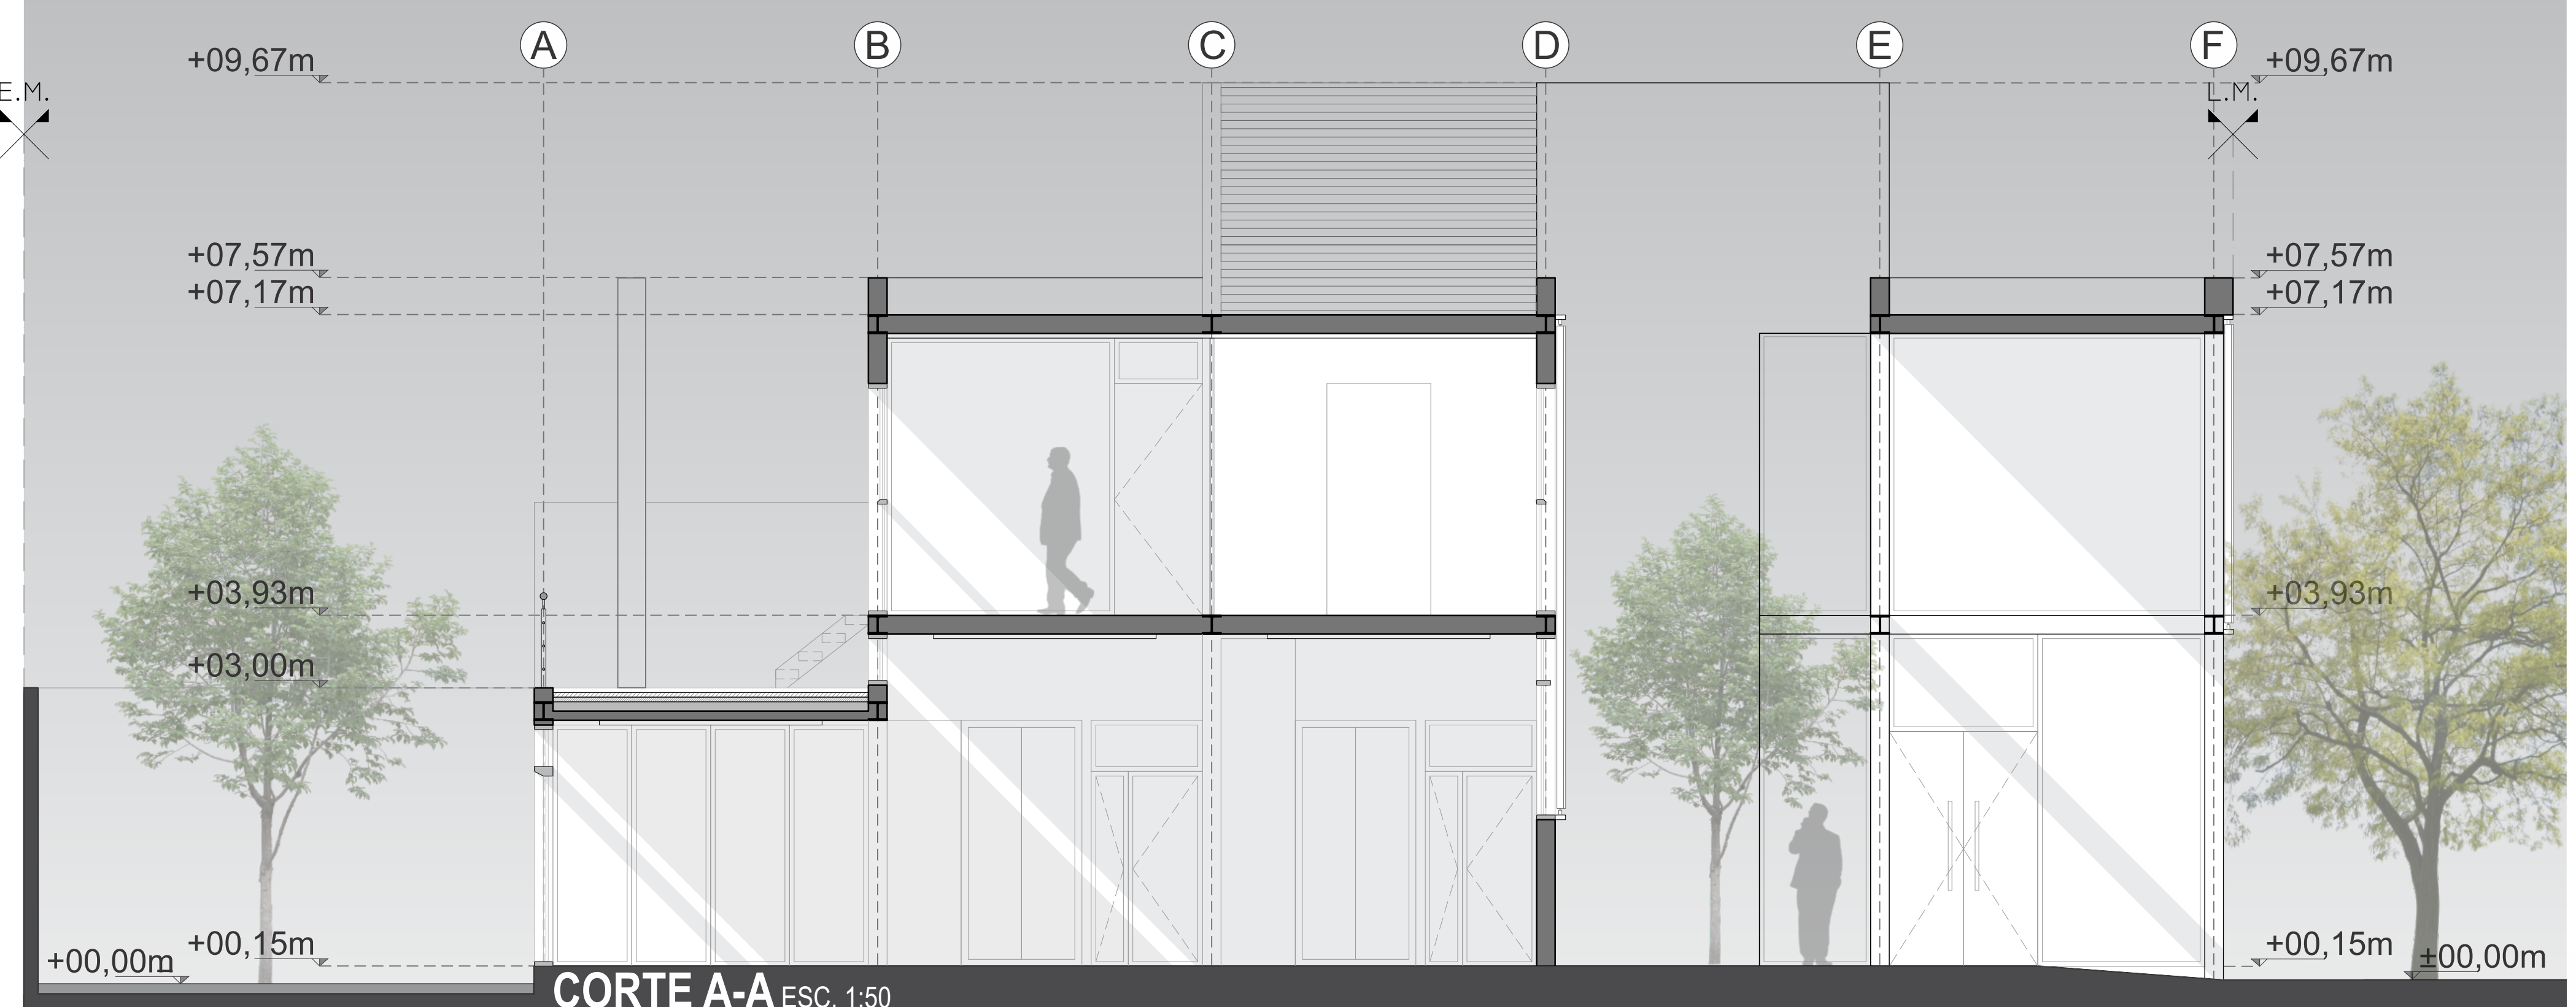 A B C D E F
+09,67m +09,67m
E.M. L.M.
+07,57m +07,57m
+07,17m +07,17m
+03,93m +03,93m
+03,00m
+00,15m +00,15m
+00,00m ±00,00m
CORTE A-A ESC. 1:50